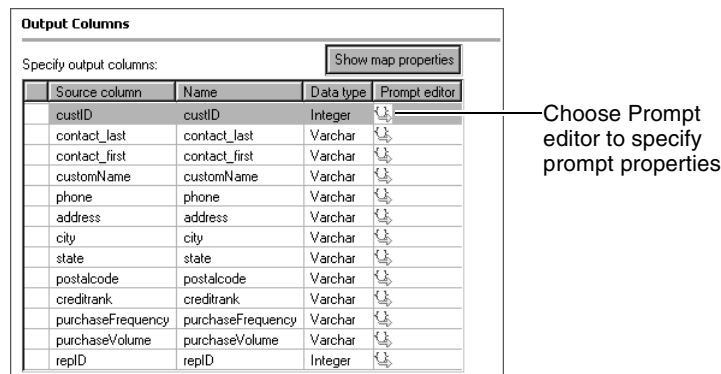 Output Columns
Specify output columns:
Show map properties
Source column Name Data type Prompt editor
custID custID Integer
contact_last contact_last Varchar
contact_first contact_first Varchar
customName customName Varchar
phone phone Varchar
address address Varchar
city city Varchar
state state Varchar
postalcode postalcode Varchar
creditrank creditrank Varchar
purchaseFrequency purchaseFrequency Varchar
purchaseVolume purchaseVolume Varchar
repID repID Integer
Choose Prompt
editor to specify
prompt properties